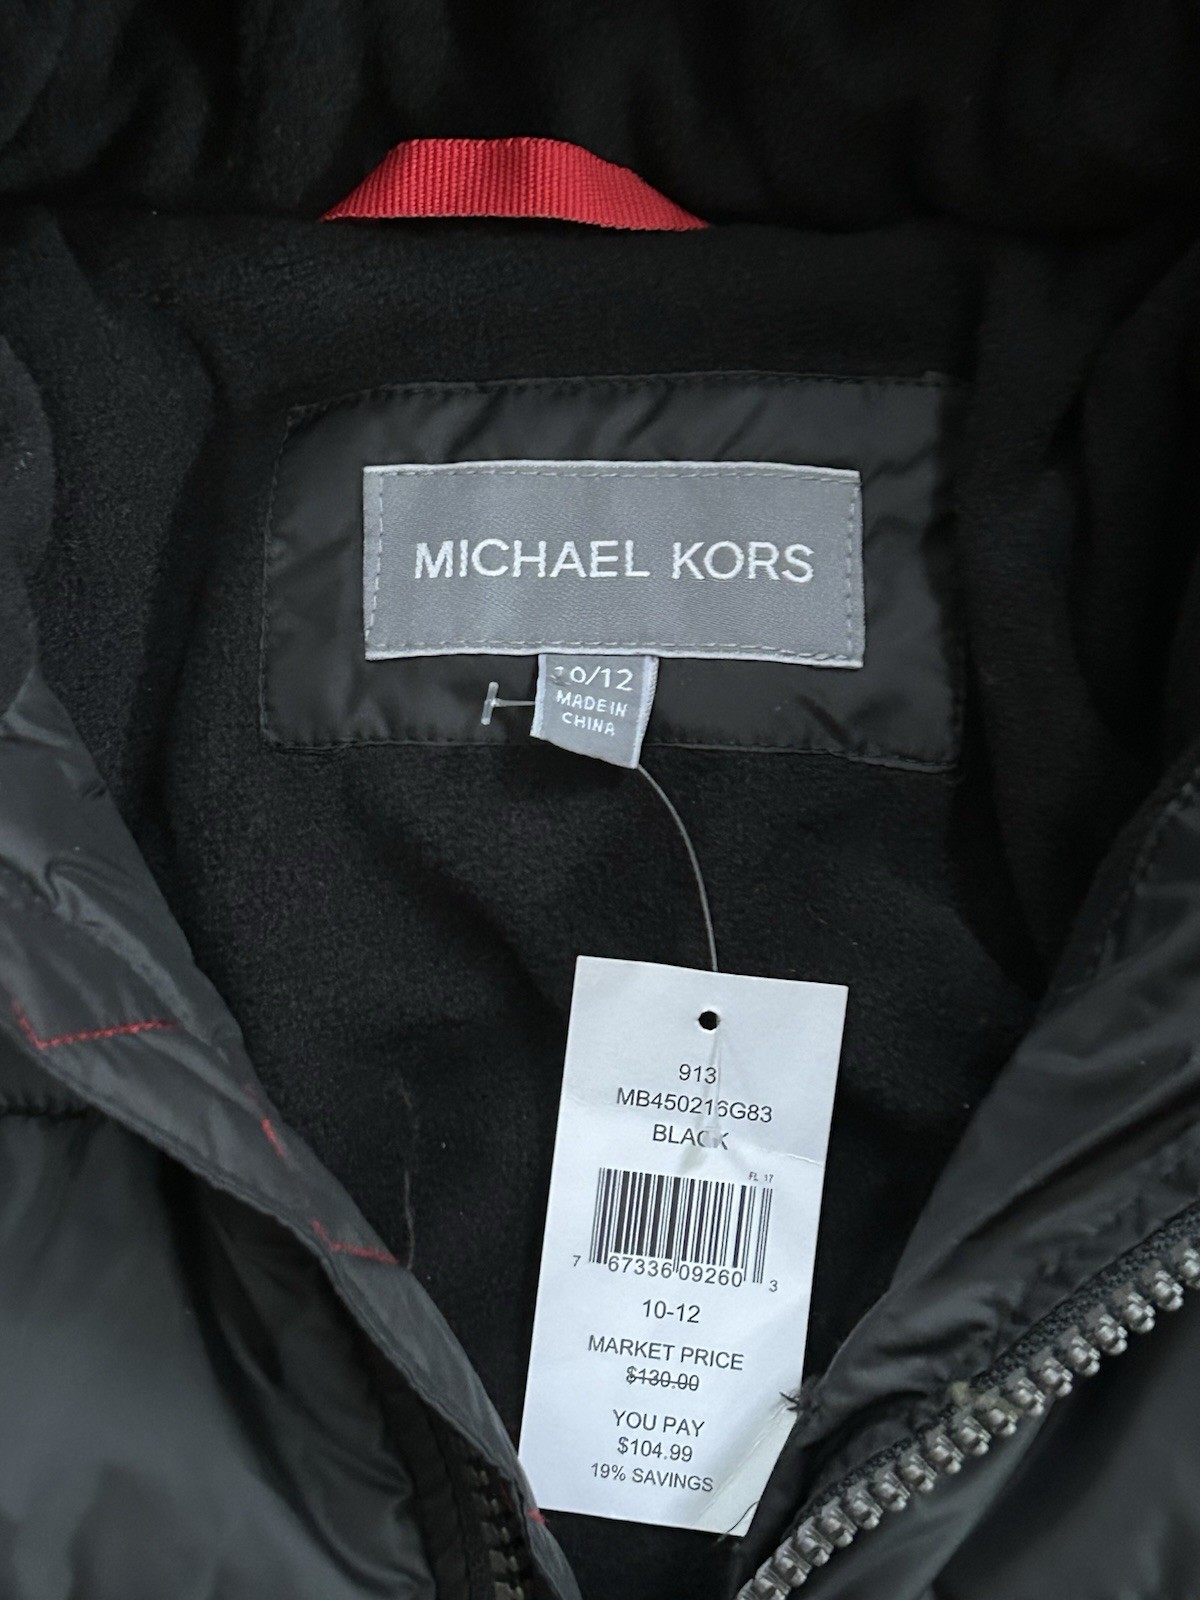 MICHAEL KORS
10/12
MADE IN
CHINA
913
MB450216G83
BLACK
FL 17
7 67336 09260 3
10-12
MARKET PRICE
$130.00
YOU PAY
$104.99
19% SAVINGS